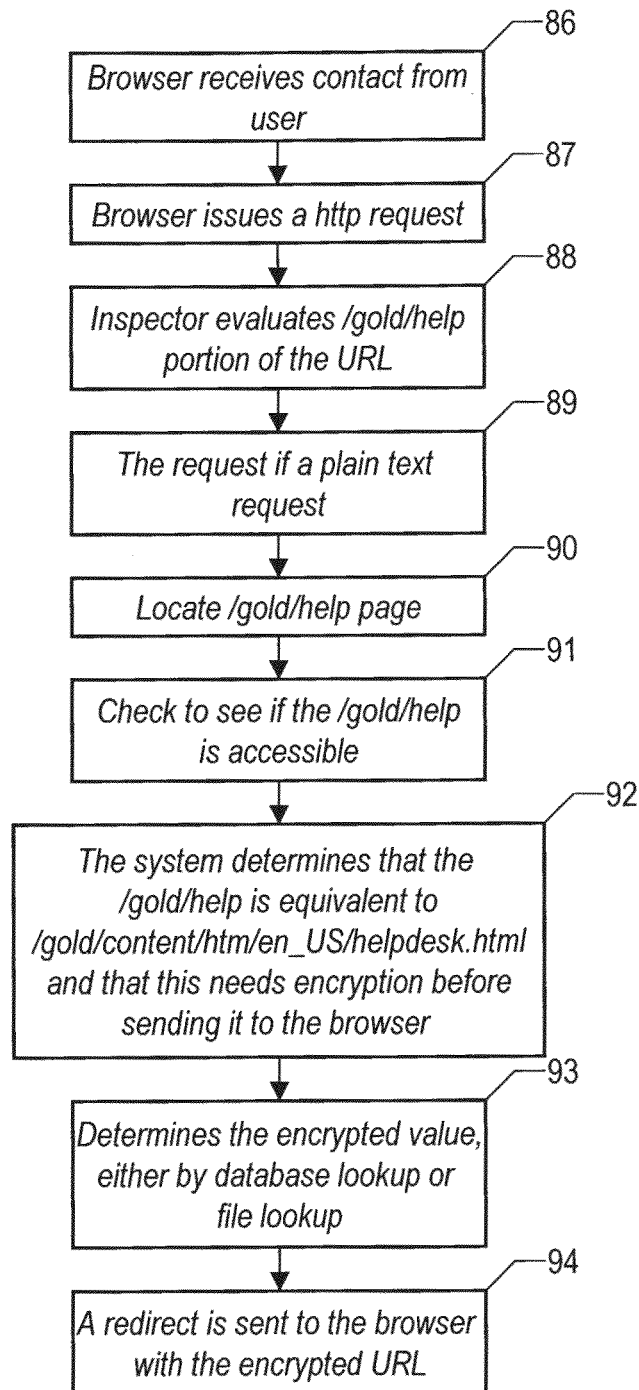 86
Browser receives contact from
user
87
Browser issues a http request
88
Inspector evaluates /gold/help
portion of the URL
89
The request if a plain text
request
90
Locate /gold/help page
91
Check to see if the /gold/help
is accessible
92
The system determines that the
/gold/help is equivalent to
/gold/content/htm/en_US/helpdesk.html
and that this needs encryption before
sending it to the browser
93
Determines the encrypted value,
either by database lookup or
file lookup
94
A redirect is sent to the browser
with the encrypted URL